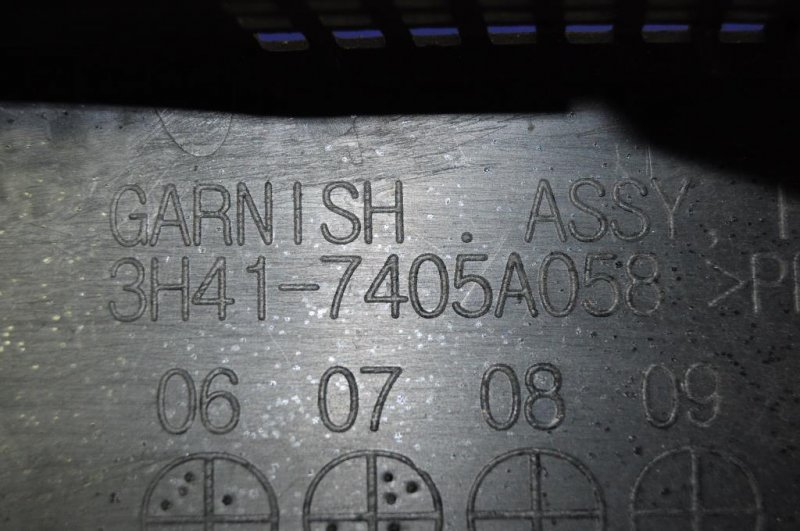 GARNISH . ASSY,
3H41-7405A058
06 07 08 09